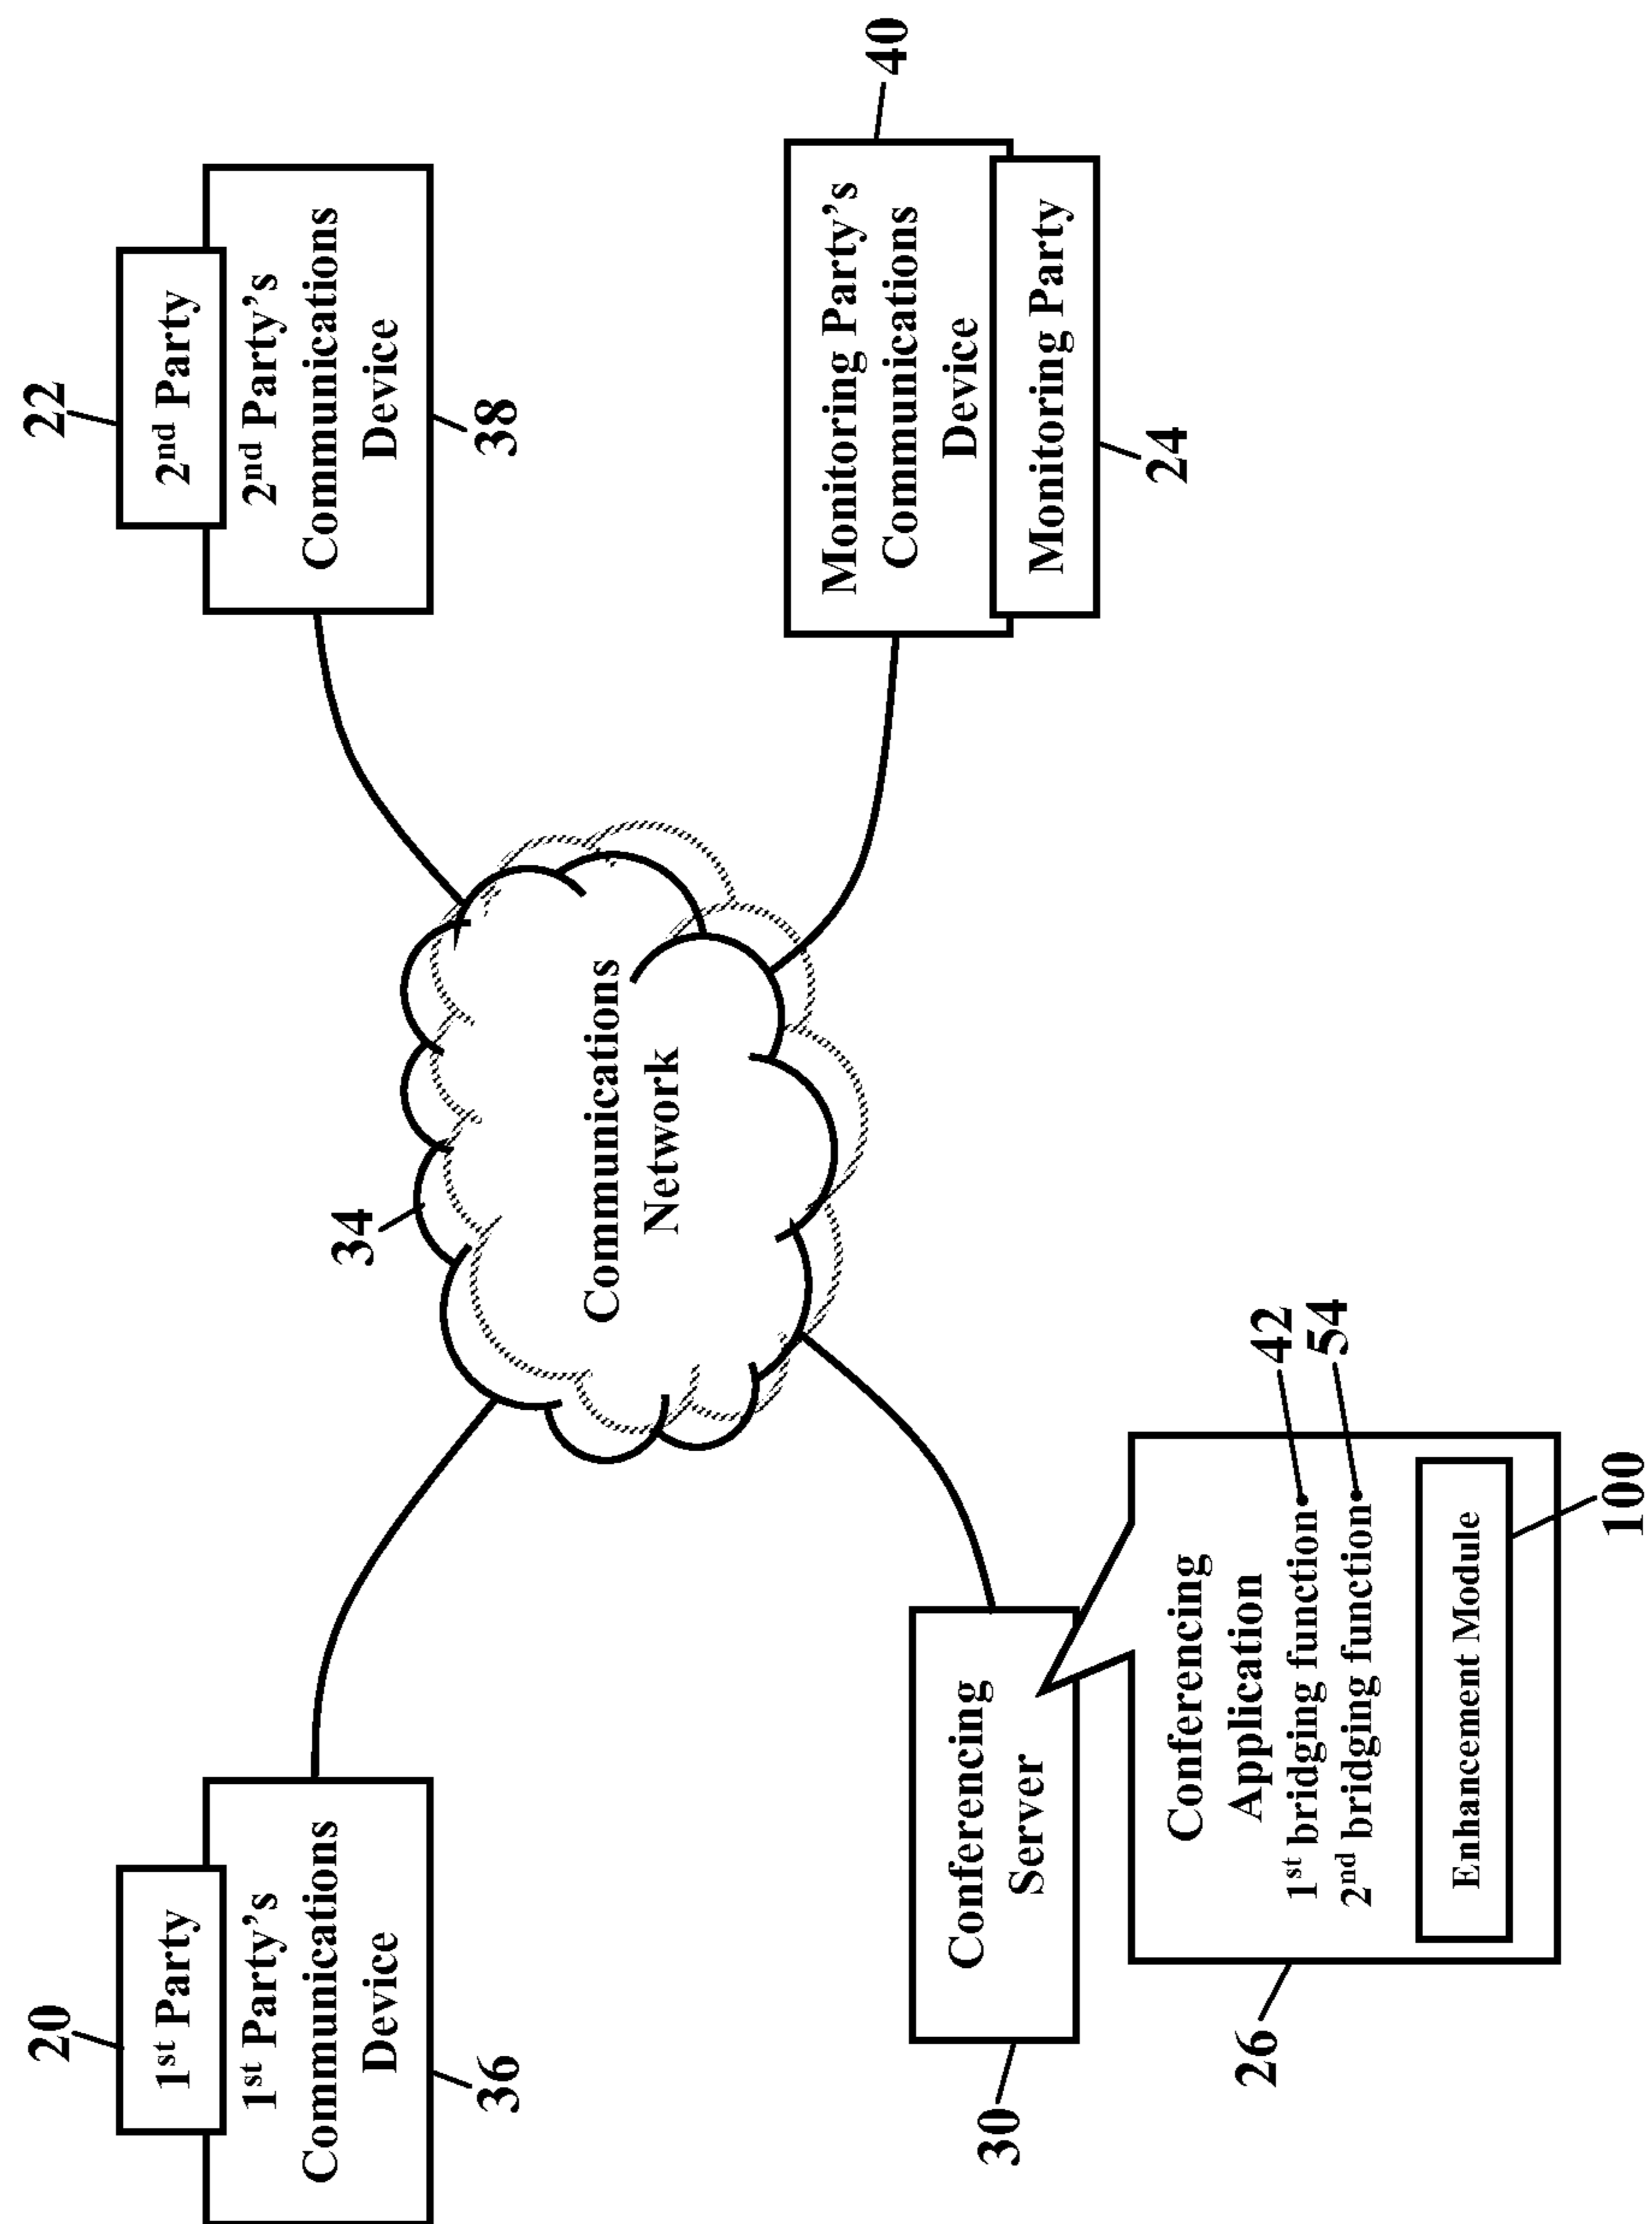 20
1st Party
1st Party's
Communications
Device
36
22
2nd Party
2nd Party's
Communications
Device
38
34
Communications
Network
30
Conferencing
Server
40
Monitoring Party's
Communications
Device
Monitoring Party
24
26
Conferencing
Application
1st bridging function
42
2nd bridging function
54
Enhancement Module
100